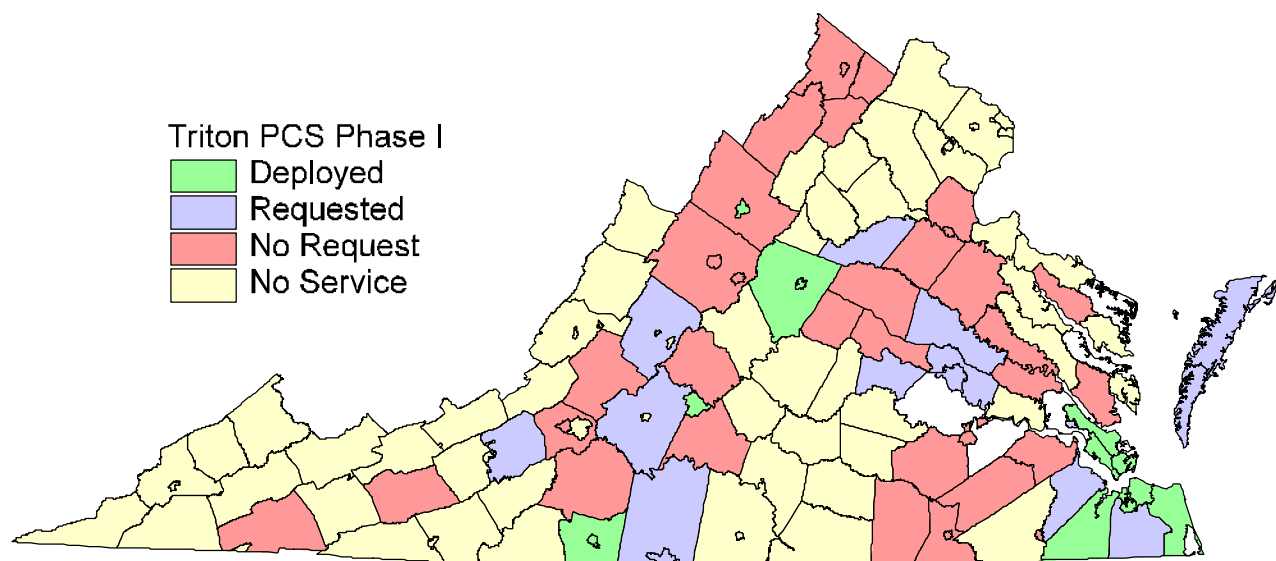 Triton PCS Phase I
Deployed
Requested
No Request
No Service